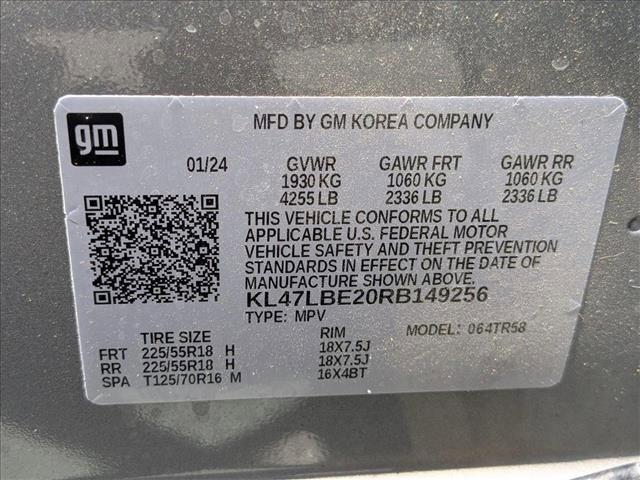 gm
MFD BY GM KOREA COMPANY
01/24 GVWR GAWR FRT GAWR RR
1930 KG 1060 KG 1060 KG
4255 LB 2336 LB 2336 LB
THIS VEHICLE CONFORMS TO ALL
APPLICABLE U.S. FEDERAL MOTOR
VEHICLE SAFETY AND THEFT PREVENTION
STANDARDS IN EFFECT ON THE DATE OF
MANUFACTURE SHOWN ABOVE.
KL47LBE20RB149256
TYPE: MPV
TIRE SIZE RIM MODEL: 064TR58
FRT 225/55R18 H 18X7.5J
RR 225/55R18 H 18X7.5J
SPA T125/70R16 M 16X4BT